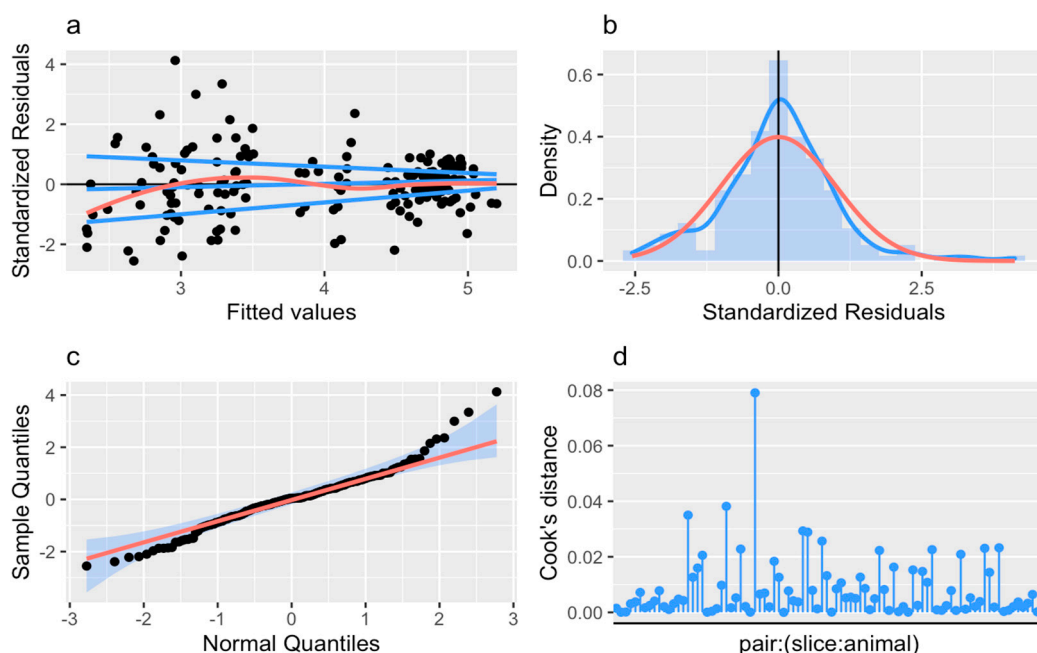 a
Standardized Residuals
4
2
0
-2
3
4
5
Fitted values
b
Density
0.6
0.4
0.2
0.0
-2.5
0.0
2.5
Standardized Residuals
c
Sample Quantiles
4
2
0
-2
-3
-2
-1
0
1
2
3
Normal Quantiles
d
Cook's distance
0.08
0.06
0.04
0.02
0.00
pair:(slice:animal)